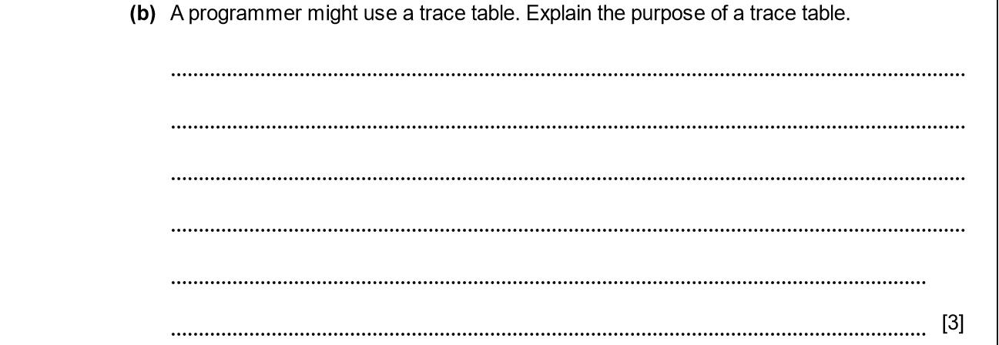 (b) A programmer might use a trace table. Explain the purpose of a trace table.
[3]